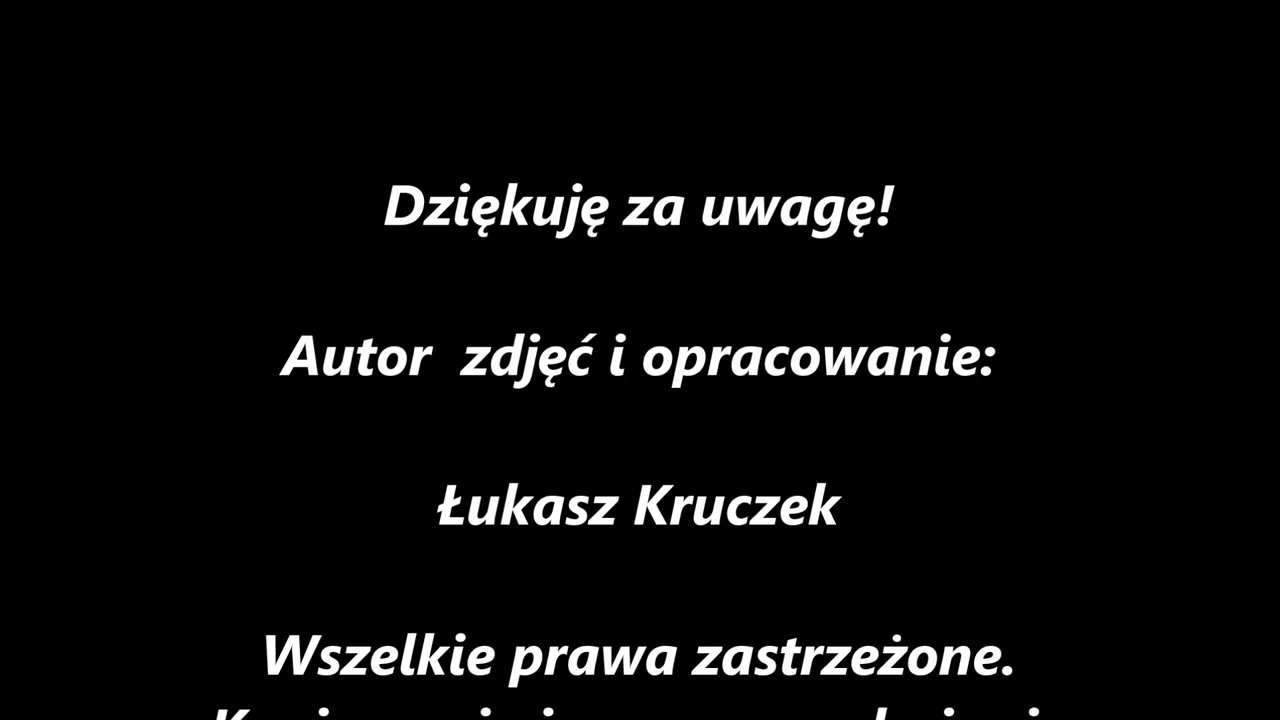 Dziękuję za uwagę!
Autor  zdjęć i opracowanie:
Łukasz Kruczek
Wszelkie prawa zastrzeżone.